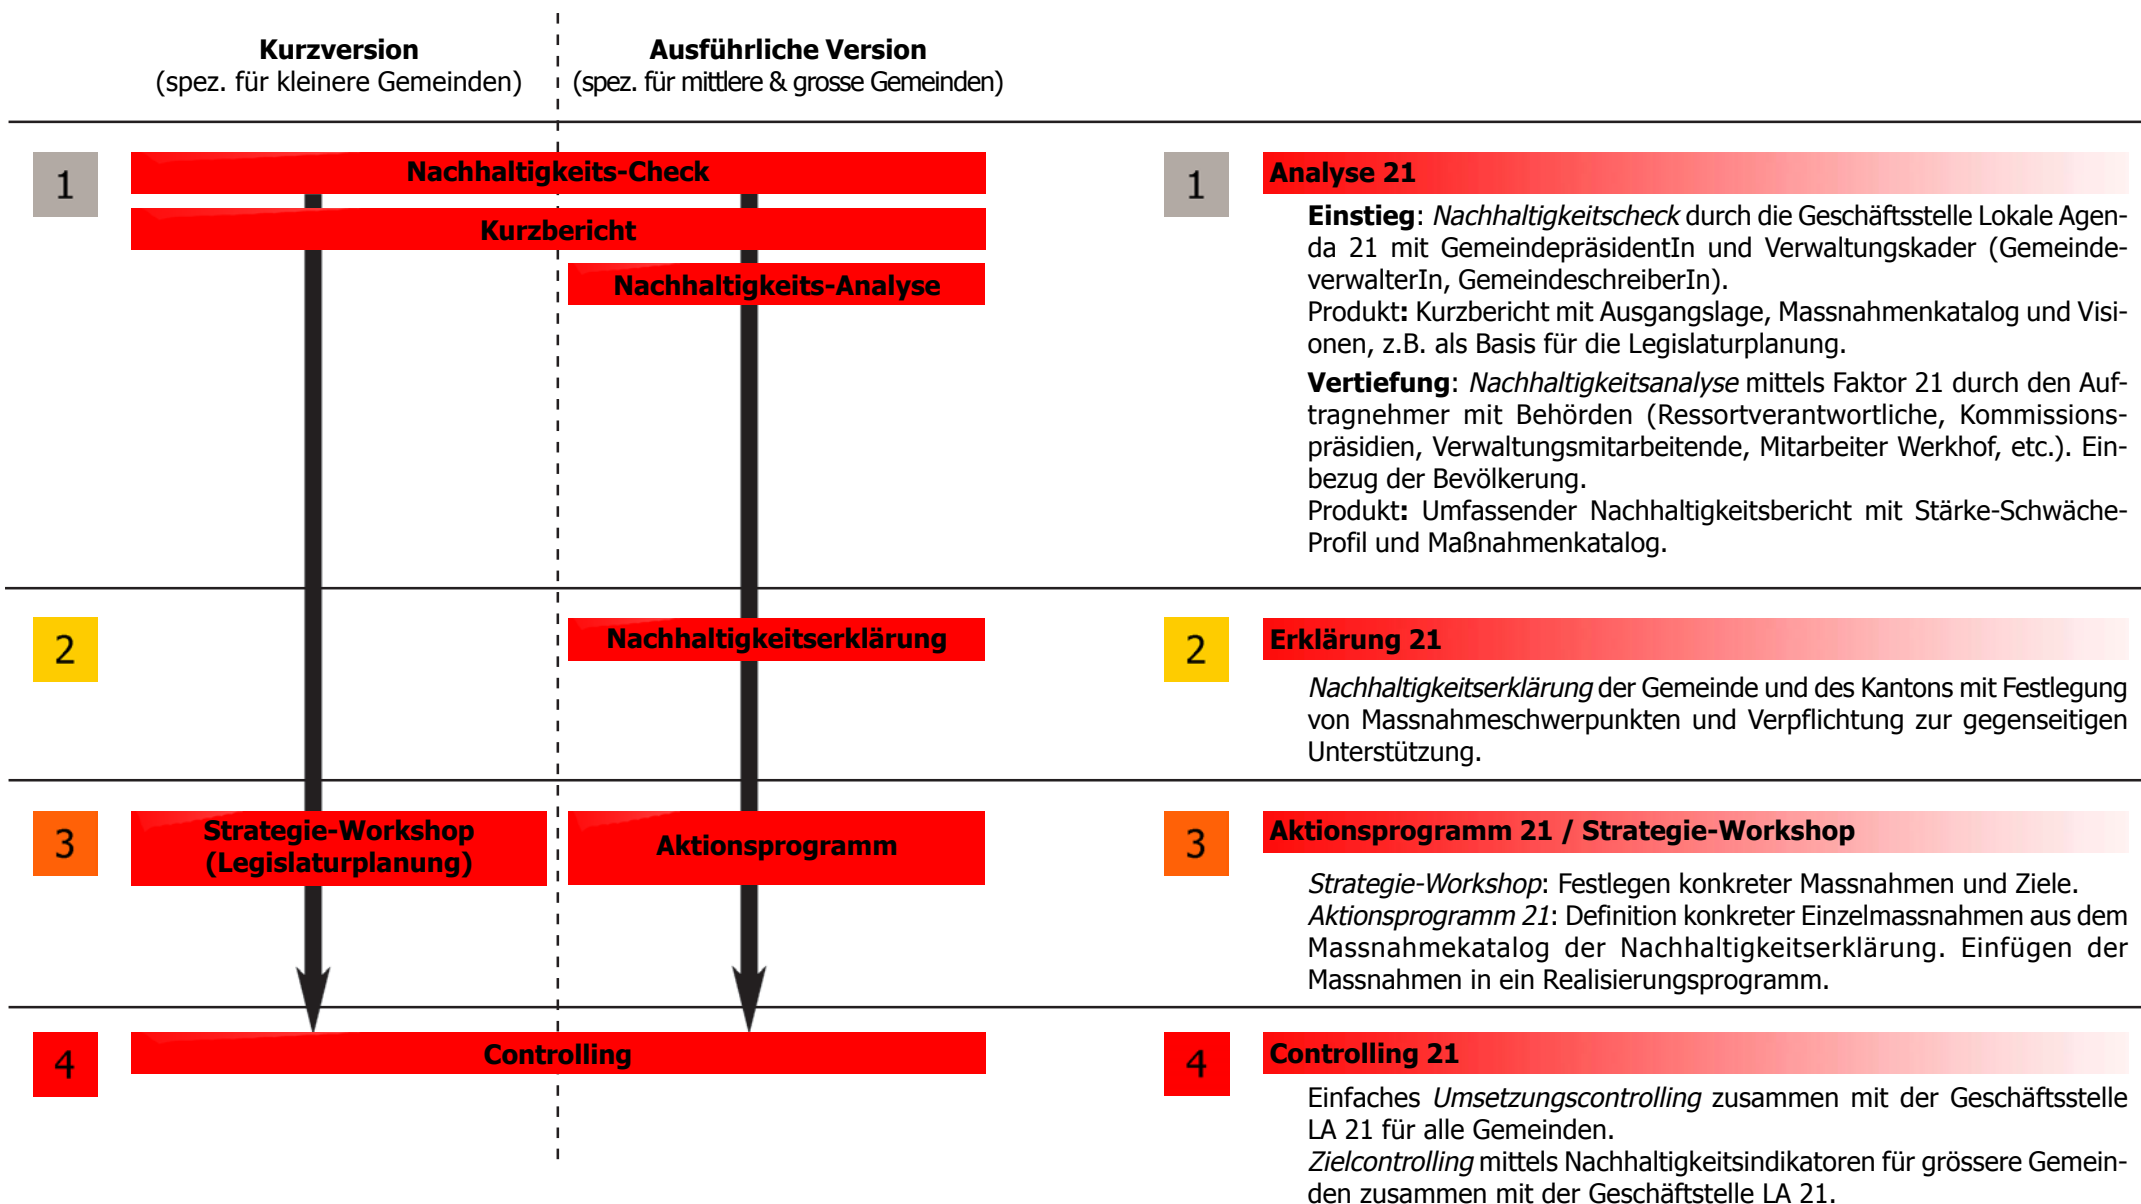 Kurzversion
(spez. für kleinere Gemeinden)
Ausführliche Version
(spez. für mittlere & grosse Gemeinden)
1
Nachhaltigkeits-Check
Kurzbericht
Nachhaltigkeits-Analyse
1
Analyse 21
Einstieg: Nachhaltigkeitscheck durch die Geschäftsstelle Lokale Agen-
da 21 mit GemeindepräsidentIn und Verwaltungskader (Gemeinde-
verwalterIn, GemeindeschreiberIn).
Produkt: Kurzbericht mit Ausgangslage, Massnahmenkatalog und Visi-
onen, z.B. als Basis für die Legislaturplanung.
Vertiefung: Nachhaltigkeitsanalyse mittels Faktor 21 durch den Auf-
tragnehmer mit Behörden (Ressortverantwortliche, Kommissions-
präsidien, Verwaltungsmitarbeitende, Mitarbeiter Werkhof, etc.). Ein-
bezug der Bevölkerung.
Produkt: Umfassender Nachhaltigkeitsbericht mit Stärke-Schwäche-
Profil und Maßnahmenkatalog.
2
Nachhaltigkeitserklärung
2
Erklärung 21
Nachhaltigkeitserklärung der Gemeinde und des Kantons mit Festlegung
von Massnahmeschwerpunkten und Verpflichtung zur gegenseitigen
Unterstützung.
3
Strategie-Workshop
(Legislaturplanung)
Aktionsprogramm
3
Aktionsprogramm 21 / Strategie-Workshop
Strategie-Workshop: Festlegen konkreter Massnahmen und Ziele.
Aktionsprogramm 21: Definition konkreter Einzelmassnahmen aus dem
Massnahmekatalog der Nachhaltigkeitserklärung. Einfügen der
Massnahmen in ein Realisierungsprogramm.
4
Controlling
4
Controlling 21
Einfaches Umsetzungscontrolling zusammen mit der Geschäftsstelle
LA 21 für alle Gemeinden.
Zielcontrolling mittels Nachhaltigkeitsindikatoren für grössere Gemein-
den zusammen mit der Geschäftstelle LA 21.